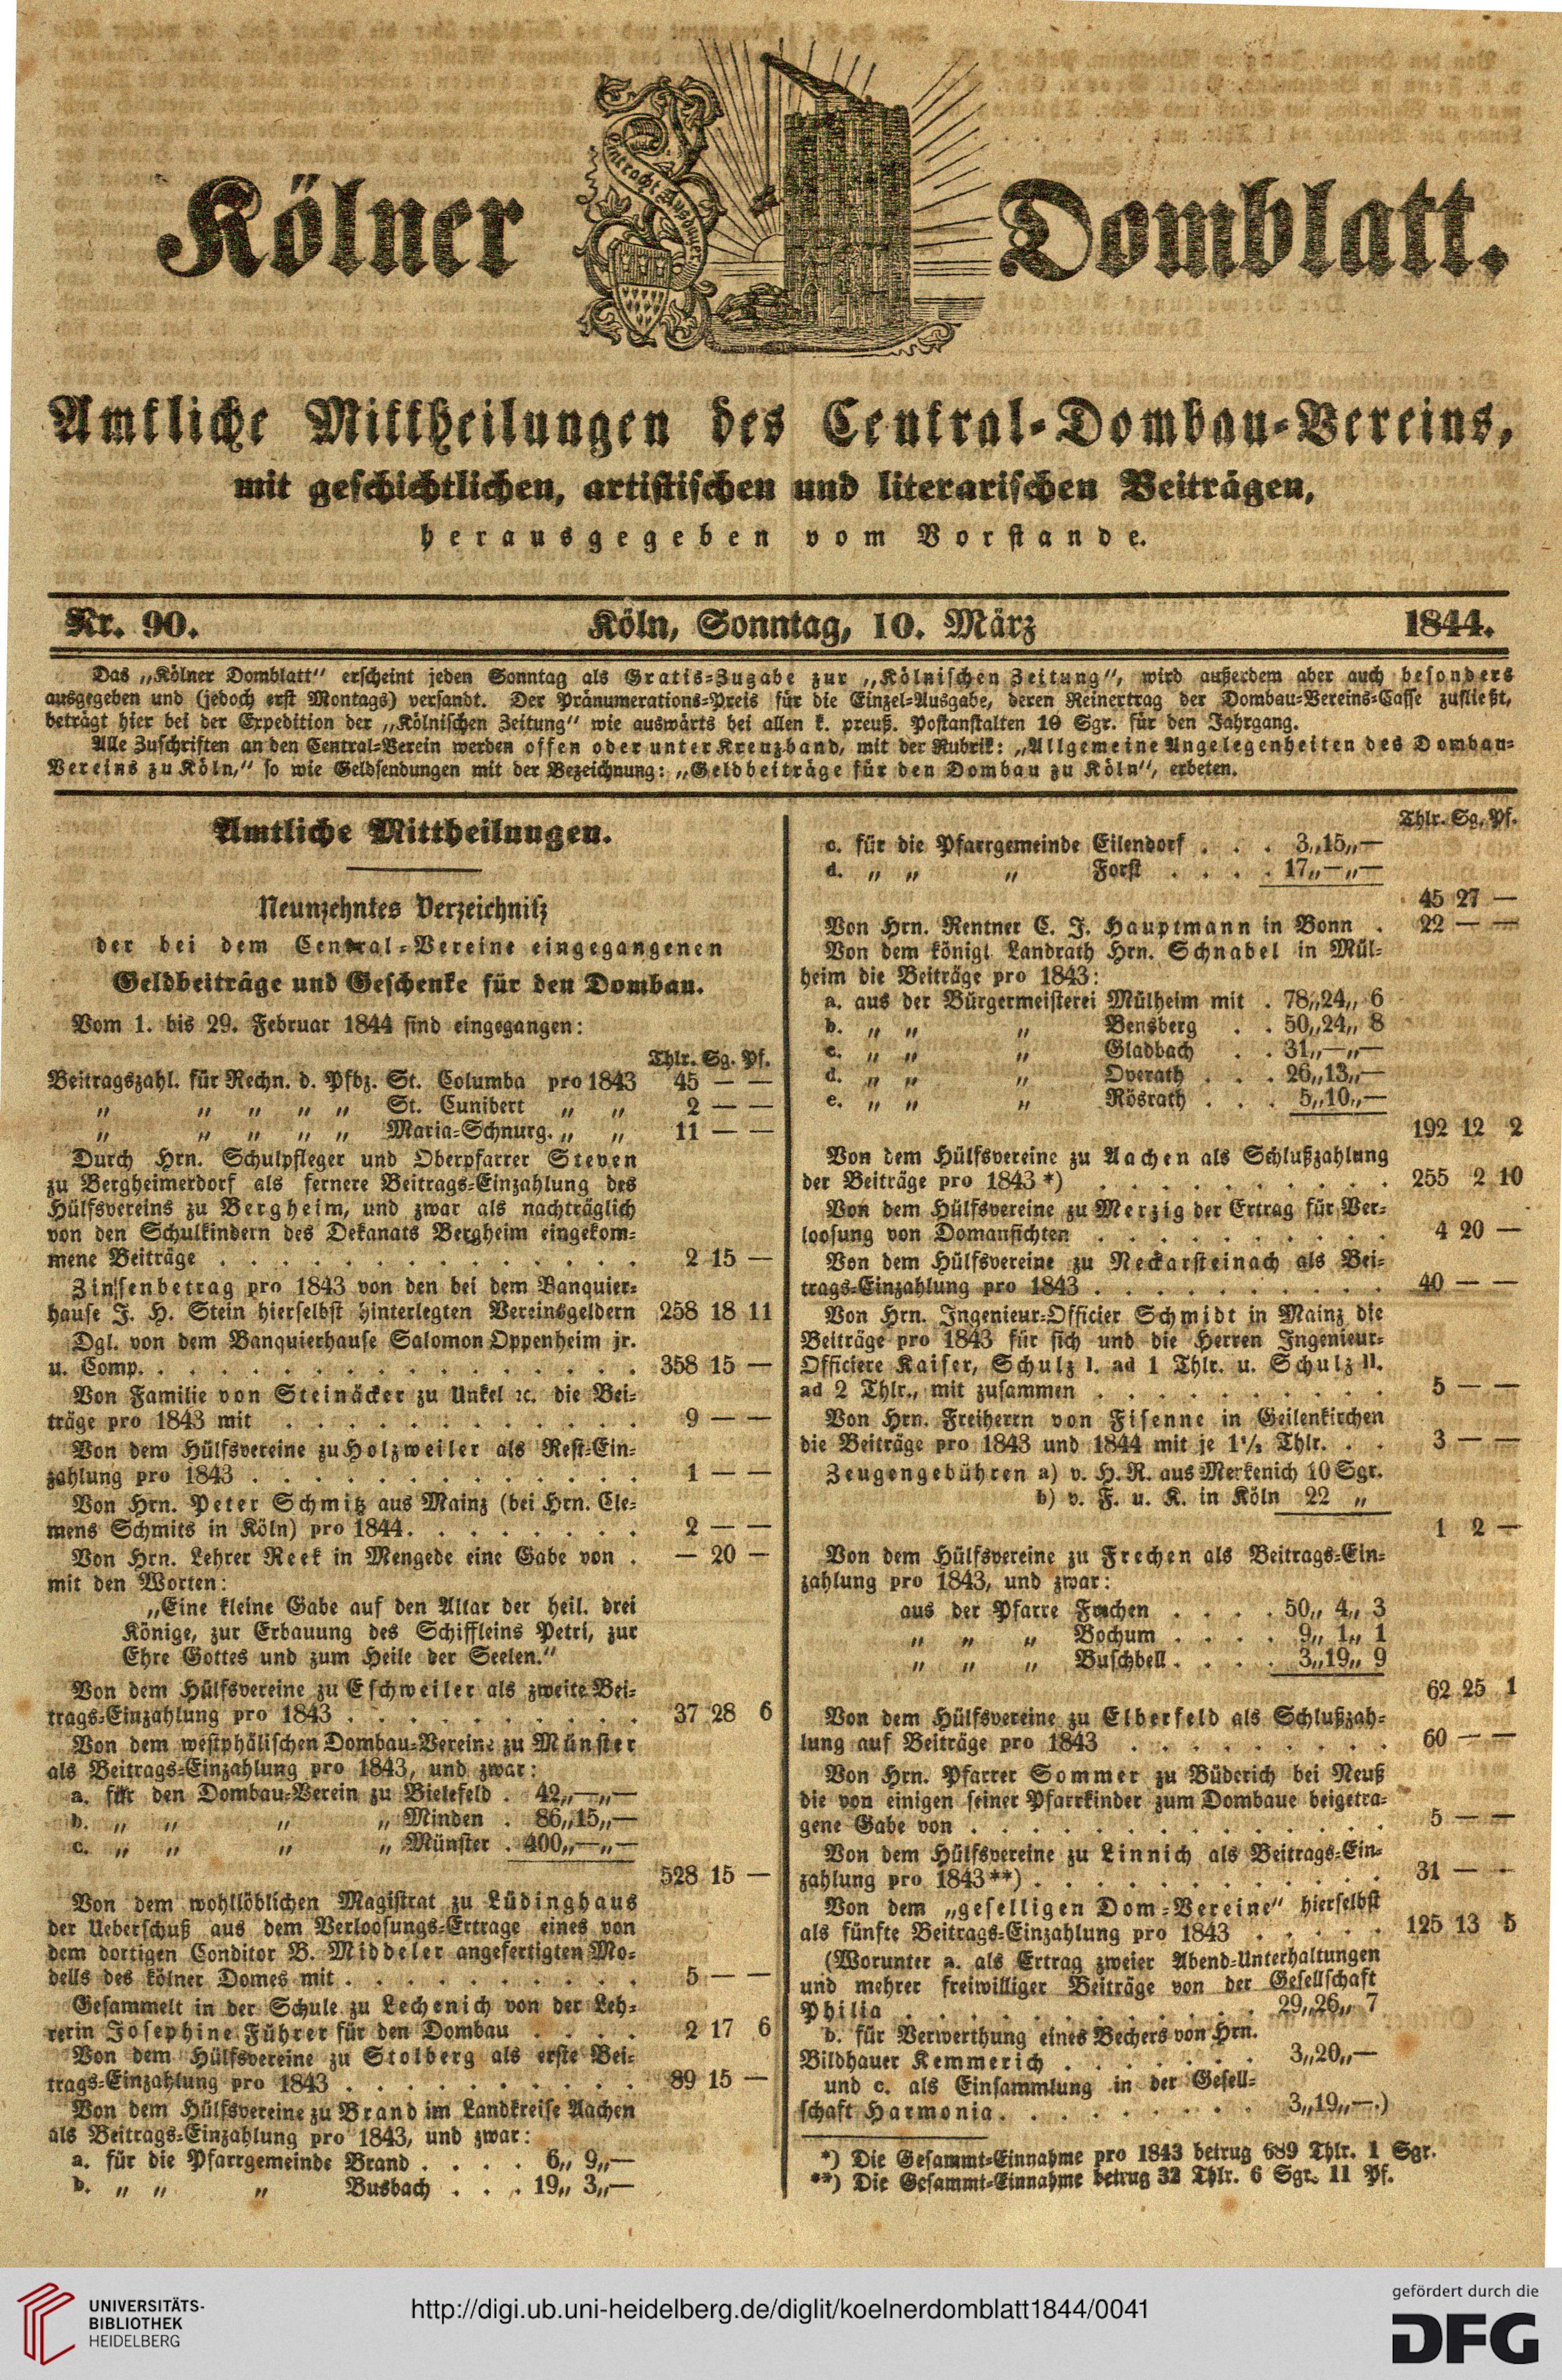 Eintracht Ausdauer
Kölner Domblatt.
Amtliche Mittheilungen des Central-Dombau-Vereins,
mit geschichtlichen, artistischen und literarischen Beiträgen,
herausgegeben vom Vorstande.
Nr. 90. Köln, Sonntag, 10. März 1844.
Das „Kölner Domblatt" erscheint jeden Sonntag als Gratis-Zugabe zur „Kölnischen Zeitung", wird außerdem aber auch besonders
ausgegeben und (jedoch erst Montags) versandt. Der Pränumerations-Preis für die Einzel-Ausgabe, deren Reinertrag der Dombau-Vereins-Casse zufließt,
beträgt hier bei der Expedition der „Kölnischen Zeitung" wie auswärts bei allen k. preuß. Postanstalten 10 Sgr. für den Jahrgang.
Alle Zuschriften an den Central-Verein werden offen oder unter Kreuzband, mit der Rubrik: „Allgemeine Angelegenheiten des Dombau-
Vereins zu Köln," so wie Geldsendungen mit der Bezeichnung: „Geldbeiträge für den Dombau zu Köln", erbeten.
Amtliche Mittheilungen.
Neunzehntes Verzeichniß
der bei dem Central-Vereine eingegangenen
Geldbeiträge und Geschenke für den Dombau.
Vom 1. bis 29. Februar 1844 sind eingegangen:
Thlr. Sg. Pf.
Beitragszahl. für Rechn. d. Pfbz. St. Columba pro 1843 45 — —
„ „ „ „ „ St. Cunibert „ „ 2 — —
„ „ „ „ „ Maria-Schnurg. „ „ 11 — —
Durch Hrn. Schulpfleger und Oberpfarrer Steven
zu Bergheimerdorf als fernere Beitrags-Einzahlung des
Hülfsvereins zu Bergheim, und zwar als nachträglich
von den Schulkindern des Dekanats Bergheim eingekom-
mene Beiträge . . . . . . . . . . . . 2 15 —
Zinsenbetrag pro 1843 von den bei dem Banquier-
hause J. H. Stein hierselbst hinterlegten Vereinsgeldern 258 18 11
Dgl. von dem Banquierhause Salomon Oppenheim jr.
u. Comp. . . . . . . . . . . . . . 358 15 —
Von Familie von Steinäcker zu Unkel ꝛc. die Bei-
träge pro 1843 mit . . . . . . . . . . 9 — —
Von dem Hülfsvereine zu Holzweiler als Rest-Ein-
zahlung pro 1843 . . . . . . . . . . . 1 — —
Von Hrn. Peter Schmitz aus Mainz (bei Hrn. Cle-
mens Schmits in Köln) pro 1844. . . . . . . . 2 — —
Von Hrn. Lehrer Reek in Mengede eine Gabe von . — 20 —
mit den Worten:
„Eine kleine Gabe auf den Altar der heil. drei
Könige, zur Erbauung des Schiffleins Petri, zur
Ehre Gottes und zum Heile der Seelen."
Von dem Hülfsvereine zu Eschweiler als zweite Bei-
trags-Einzahlung pro 1843 . . . . . . . . . 37 28 6
Von dem westphälischen Dombau-Vereine zu Münster
als Beitrags-Einzahlung pro 1843, und zwar:
a. für den Dombau-Verein zu Bielefeld . 42„—„—
b. „ „ „ „ Minden . 86„15„—
c. „ „ „ „ Münster . 400„—„—
528 15 —
Von dem wohllöblichen Magistrat zu Lüdinghaus
der Ueberschuß aus dem Verloosungs-Ertrage eines von
dem dortigen Conditor B. Middeler angefertigten Mo-
dells des kölner Domes mit . . . . . . . . . 5 — —
Gesammelt in der Schule zu Lechenich von der Leh-
rerin Josephine Führer für den Dombau . . . . 2 17 6
Von dem Hülfsvereine zu Stolberg als erste Bei-
trags-Einzahlung pro 1843 . . . . . . . . . 89 15 —
Von dem Hülfsvereine zu Brand im Landkreise Aachen
als Beitrags-Einzahlung pro 1843, und zwar:
a. für die Pfarrgemeinde Brand . . . . 6„ 9„—
b. „ „ „ Busbach . . . 19„ 3„—
Thlr. Sg. Pf.
c. für die Pfarrgemeinde Eilendorf . . . 3„15„—
d. „ „ „ Forst . . . . 17„—„—
45 27 —
Von Hrn. Rentner C. J. Hauptmann in Bonn . 22 — —
Von dem königl Landrath Hrn. Schnabel in Mül-
heim die Beiträge pro 1843:
a. aus der Bürgermeisterei Mülheim mit . 78„24„ 6
b. „ „ „ Bensberg . . 50„24„ 8
c. „ „ „ Gladbach . . 31„—„—
d. „ „ „ Overath . . . 26„13„—
e. „ „ „ Rösrath . . . 5„10„—
192 12 2
Von dem Hülfsvereine zu Aachen als Schlußzahlung
der Beiträge pro 1843 *) . . . . . . . . . 255 2 10
Von dem Hülfsvereine zu Merzig der Ertrag für Ver-
loosung von Domansichten . . . . . . . . . 4 20 —
Von dem Hülfsvereine zu Neckarsteinach als Bei-
trags-Einzahlung pro 1843 . . . . . . . . . 40 — —
Von Hrn. Ingenieur-Officier Schmidt in Mainz die
Beiträge pro 1843 für sich und die Herren Ingenieur-
Officiere Kaiser, Schulz I. ad 1 Thlr. u. Schulz II.
ad 2 Thlr., mit zusammen . . . . . . . . . 5 — —
Von Hrn. Freiherrn von Fisenne in Geilenkirchen
die Beiträge pro 1843 und 1844 mit je 1½ Thlr. . . 3 — —
Zeugengebühren a) v. H. R. aus Merkenich 10 Sgr.
b) v. F. u. K. in Köln 22 „
1 2 —
Von dem Hülfsvereine zu Frechen als Beitrags-Ein-
zahlung pro 1843, und zwar:
aus der Pfarre Frechen . . . . 50„ 4„ 3
„ „ „ Bochum . . . . 9„ 1„ 1
„ „ „ Buschbell . . . . 3„19„ 9
62 25 1
Von dem Hülfsvereine zu Elberfeld als Schlußzah-
lung auf Beiträge pro 1843 . . . . . . . . 60 — —
Von Hrn. Pfarrer Sommer zu Büderich bei Neuß
die von einigen seiner Pfarrkinder zum Dombaue beigetra-
gene Gabe von . . . . . . . . . . . . 5 — —
Von dem Hülfsvereine zu Linnich als Beitrags-Ein-
zahlung pro 1843 **) . . . . . . . . . . . 31 — —
Von dem „geselligen Dom-Vereine" hierselbst
als fünfte Beitrags-Einzahlung pro 1843 . . . . . 125 13 5
(Worunter a. als Ertrag zweier Abend-Unterhaltungen
und mehrer freiwilliger Beiträge von der Gesellschaft
Philia . . . . . . . . . . . 29„26„ 7
b. für Verwerthung eines Bechers von Hrn.
Bildhauer Kemmerich . . . . . . . 3„20„—
und c. als Einsammlung in der Gesell-
schaft Harmonia. . . . . . . . . 3„19„—.)
*) Die Gesammt-Einnahme pro 1843 betrug 689 Thlr. 1 Sgr.
**) Die Gesammt-Einnahme betrug 32 Thlr. 6 Sgr. 11 Pf.
UNIVERSITÄTS-
BIBLIOTHEK
HEIDELBERG
http://digi.ub.uni-heidelberg.de/diglit/koelnerdomblatt1844/0041
gefördert durch die
DFG